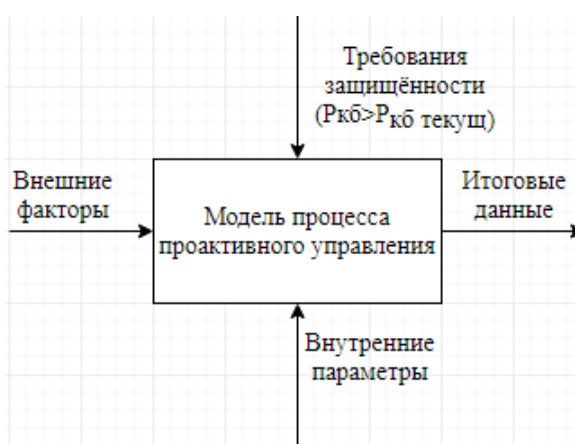 Требования
защищённости
(Ркб>Ркб текущ)
Внешние
факторы
Модель процесса
проактивного управления
Итоговые
данные
Внутренние
параметры